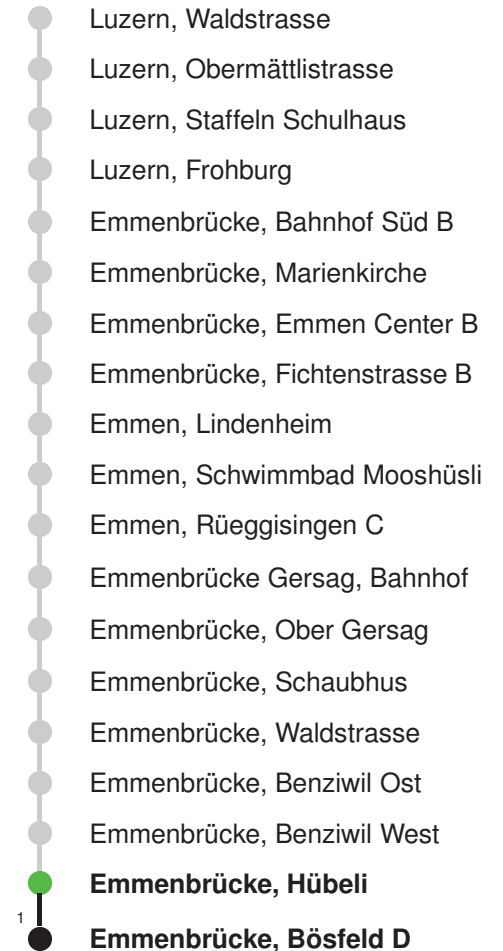 Luzern, Waldstrasse
Luzern, Obermättlistrasse
Luzern, Staffeln Schulhaus
Luzern, Frohburg
Emmenbrücke, Bahnhof Süd B
Emmenbrücke, Marienkirche
Emmenbrücke, Emmen Center B
Emmenbrücke, Fichtenstrasse B
Emmen, Lindenheim
Emmen, Schwimmbad Mooshüsli
Emmen, Rüeggisingen C
Emmenbrücke Gersag, Bahnhof
Emmenbrücke, Ober Gersag
Emmenbrücke, Schaubhus
Emmenbrücke, Waldstrasse
Emmenbrücke, Benziwil Ost
Emmenbrücke, Benziwil West
Emmenbrücke, Hübeli
1
Emmenbrücke, Bösfeld D